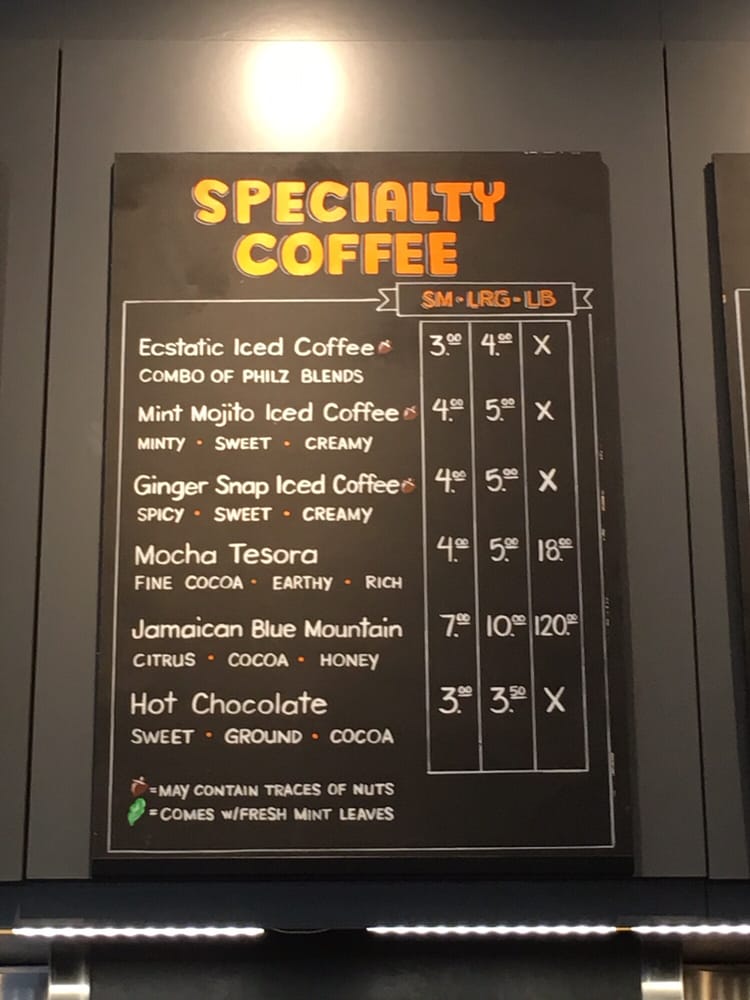 SPECIALTY
COFFEE
SM • LRG - LB
Ecstatic Iced Coffee 3.00 4.00 X
COMBO OF PHILZ BLENDS
Mint Mojito Iced Coffee 4.00 5.00 X
MINTY • SWEET • CREAMY
Ginger Snap Iced Coffee 4.00 5.00 X
SPICY • SWEET • CREAMY
Mocha Tesora 4.00 5.00 18.00
FINE COCOA • EARTHY • RICH
Jamaican Blue Mountain 7.00 10.00 120.00
CITRUS • COCOA • HONEY
Hot Chocolate 3.00 3.50 X
SWEET • GROUND • COCOA
=MAY CONTAIN TRACES OF NUTS
=COMES W/FRESH MINT LEAVES